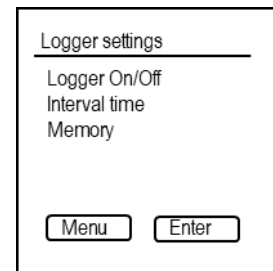 Logger settings
Logger On/Off
Interval time
Memory
Menu Enter